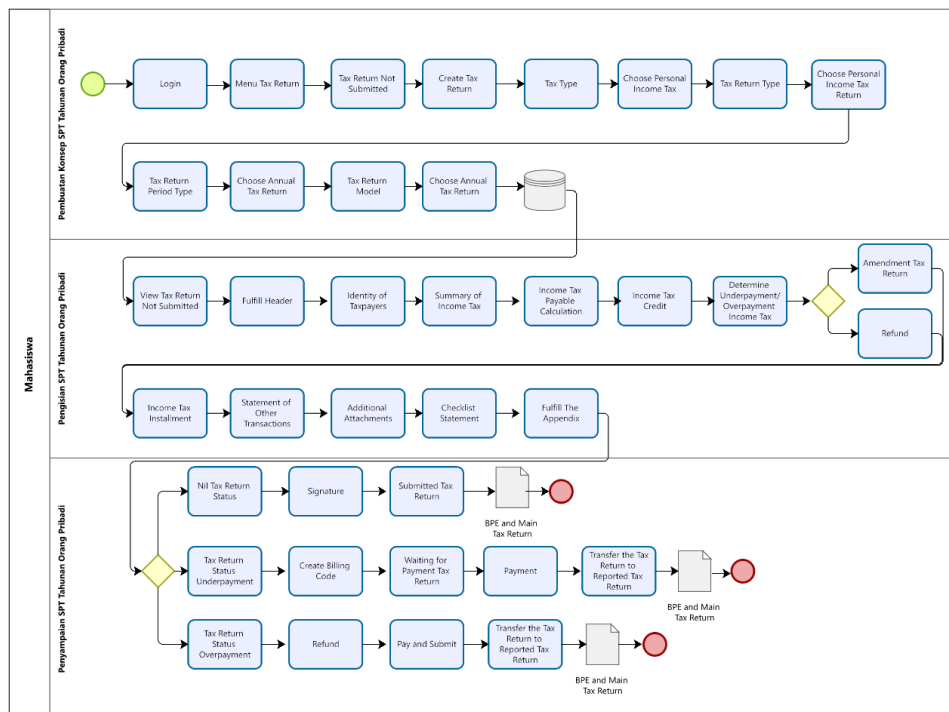 Mahasiswa
Pembuatan Konsep SPT Tahunan Orang Pribadi
Login
Menu Tax Return
Tax Return Not
Submitted
Create Tax
Return
Tax Type
Choose Personal
Income Tax
Tax Return Type
Choose Personal
Income Tax
Return
Tax Return
Period Type
Choose Annual
Tax Return
Tax Return
Model
Choose Annual
Tax Return
Pengisian SPT Tahunan Orang Pribadi
View Tax Return
Not Submitted
Fulfill Header
Identity of
Taxpayers
Summary of
Income Tax
Income Tax
Payable
Calculation
Income Tax
Credit
Determine
Underpayment/
Overpayment
Income Tax
Amendment Tax
Return
Refund
Income Tax
Installment
Statement of
Other
Transactions
Additional
Attachments
Checklist
Statement
Fulfill The
Appendix
Penyampaian SPT Tahunan Orang Pribadi
Nil Tax Return
Status
Signature
Submitted Tax
Return
BPE and Main
Tax Return
Tax Return
Status
Underpayment
Create Billing
Code
Waiting for
Payment Tax
Return
Payment
Transfer the Tax
Return to
Reported Tax
Return
BPE and Main
Tax Return
Tax Return
Status
Overpayment
Refund
Pay and Submit
Transfer the Tax
Return to
Reported Tax
Return
BPE and Main
Tax Return